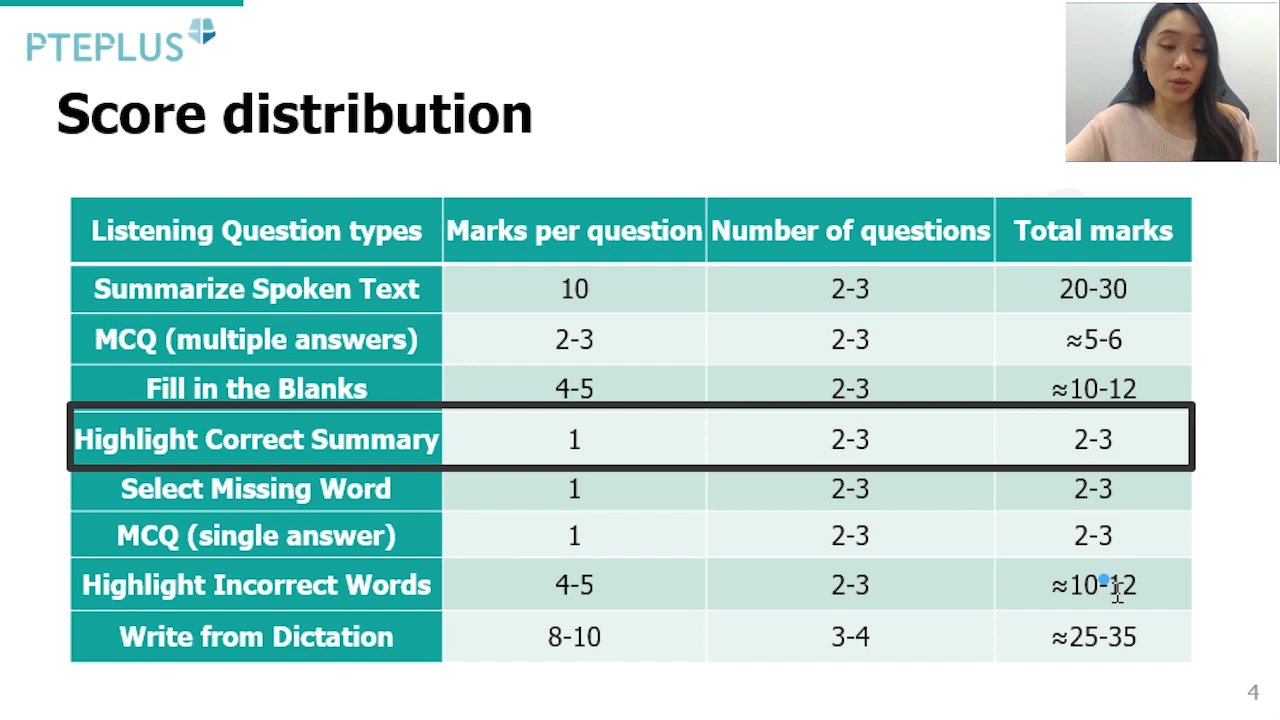 PTEPLUS
Score distribution
Listening Question types Marks per question Number of questions Total marks
Summarize Spoken Text 10 2-3 20-30
MCQ (multiple answers) 2-3 2-3 ≈5-6
Fill in the Blanks 4-5 2-3 ≈10-12
Highlight Correct Summary 1 2-3 2-3
Select Missing Word 1 2-3 2-3
MCQ (single answer) 1 2-3 2-3
Highlight Incorrect Words 4-5 2-3 ≈10-12
Write from Dictation 8-10 3-4 ≈25-35
4